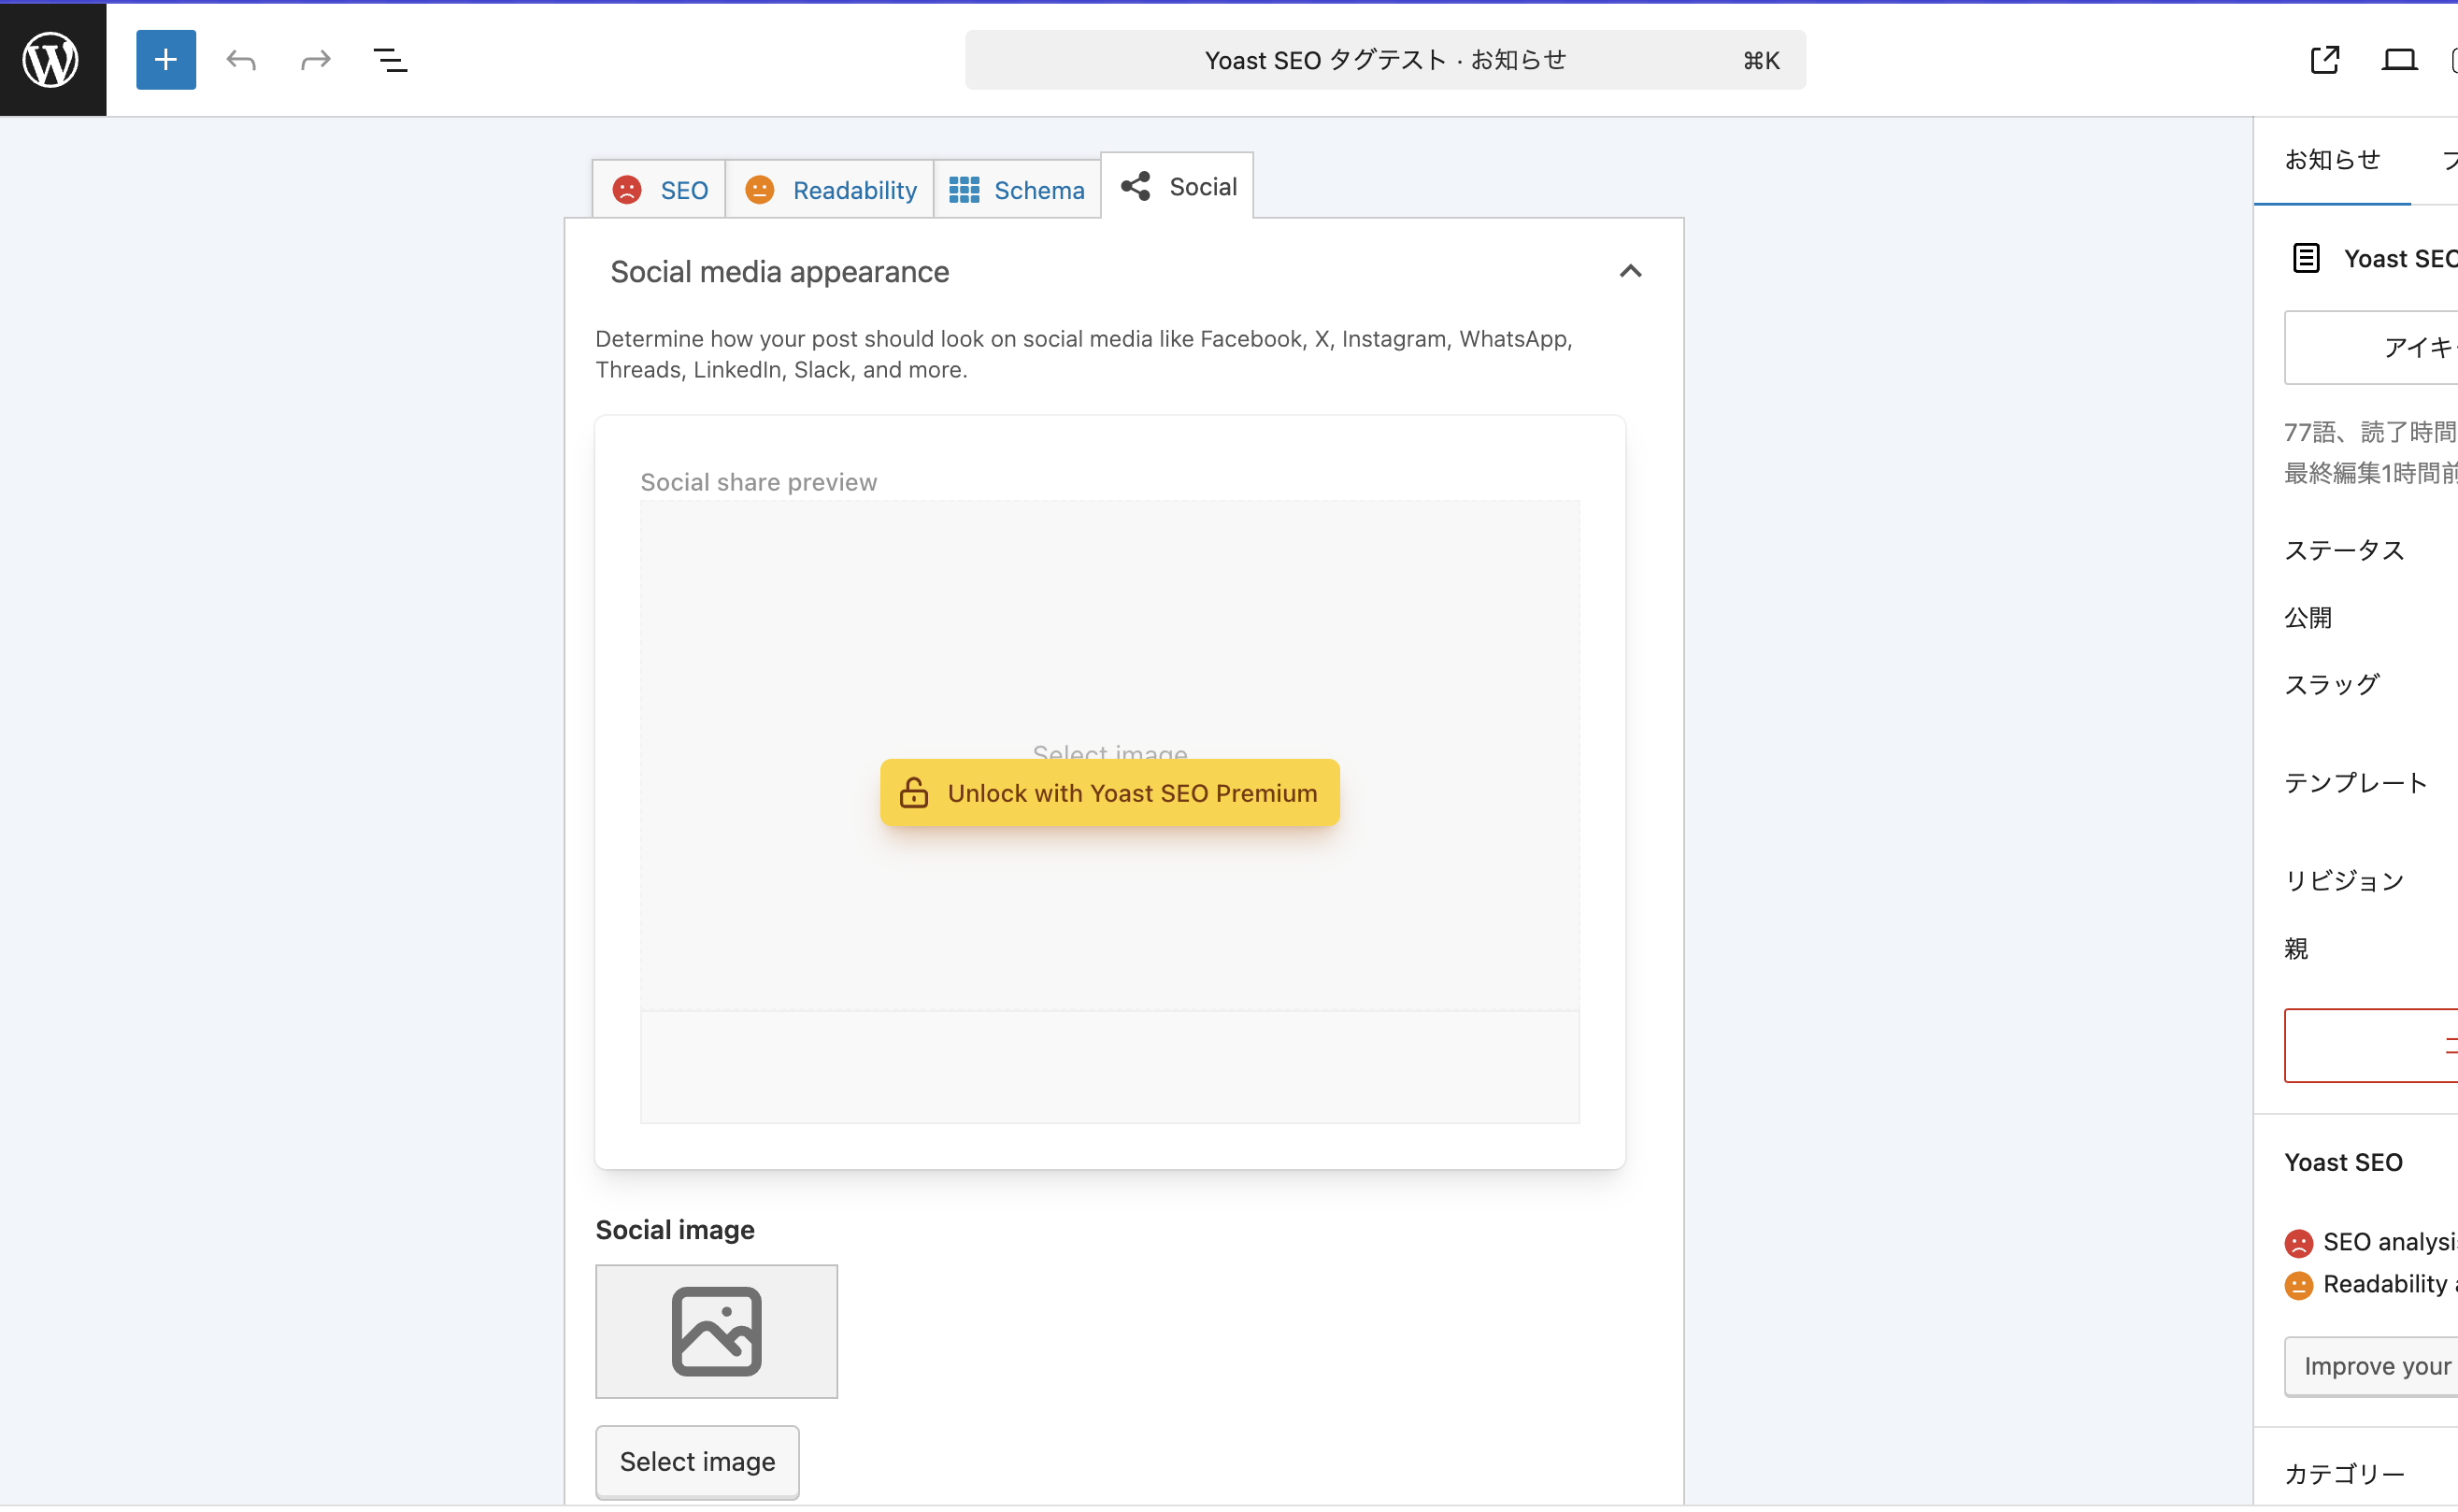 Yoast SEO タグテスト · お知らせ
⌘K
SEO
Readability
Schema
Social
Social media appearance
Determine how your post should look on social media like Facebook, X, Instagram, WhatsApp,
Threads, LinkedIn, Slack, and more.
Social share preview
Select image
Unlock with Yoast SEO Premium
Social image
Select image
お知らせ
Yoast SEO
アイキ
77語、読了時間
最終編集1時間前
ステータス
公開
スラッグ
テンプレート
リビジョン
親
Yoast SEO
SEO analysi
Readability
Improve your
カテゴリー